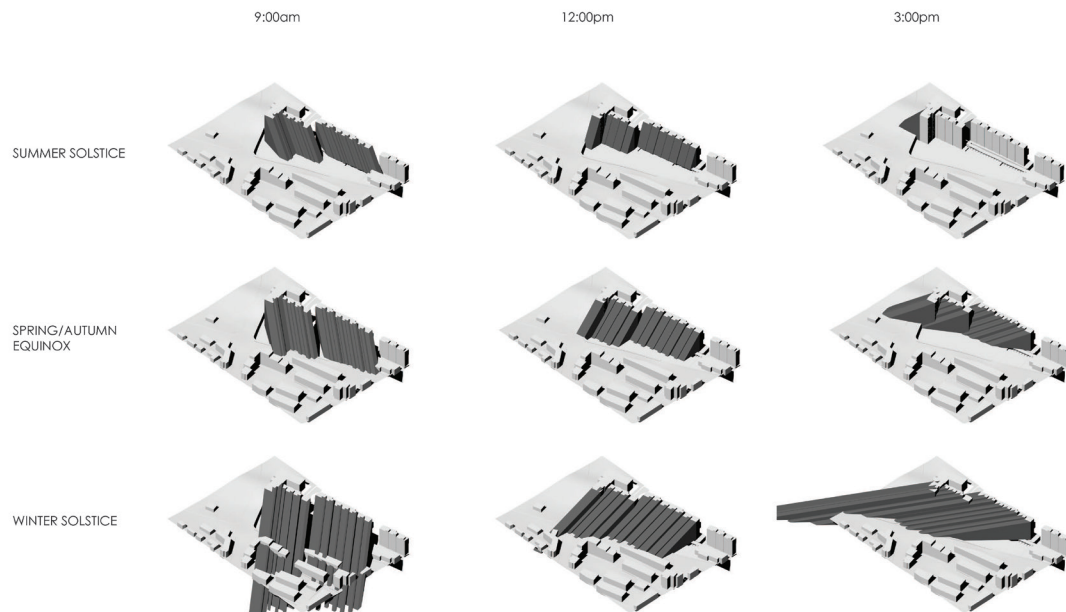 9:00am
12:00pm
3:00pm
SUMMER SOLSTICE
SPRING/AUTUMN
EQUINOX
WINTER SOLSTICE